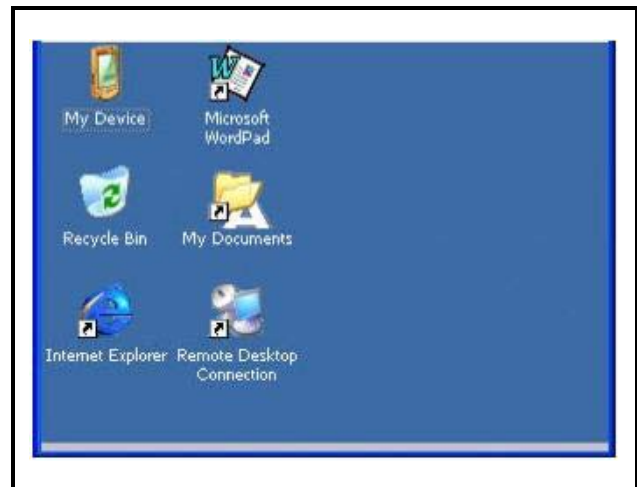 My Device
Microsoft
WordPad
Recycle Bin
My Documents
Internet Explorer
Remote Desktop
Connection